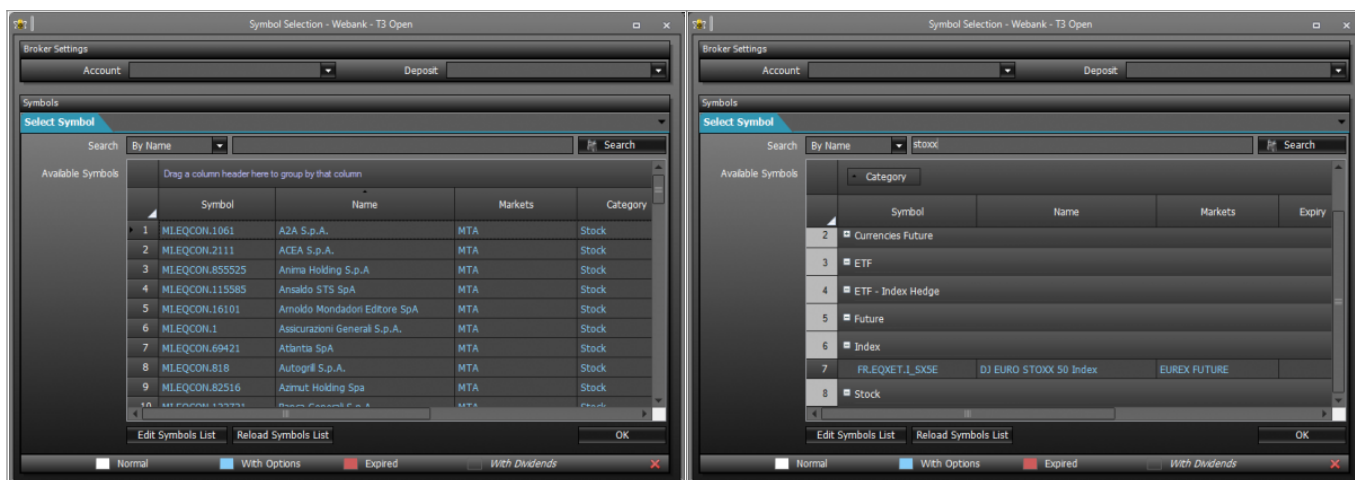 Symbol Selection - Webank - T3 Open
Broker Settings
Account Deposit
Symbols
Select Symbol
Search By Name Search
Available Symbols Drag a column header here to group by that column
Symbol Name Markets Category
1 MI.EQCON.1061 A2A S.p.A. MTA Stock
2 MI.EQCON.2111 ACEA S.p.A. MTA Stock
3 MI.EQCON.855525 Anima Holding S.p.A MTA Stock
4 MI.EQCON.115585 Ansaldo STS SpA MTA Stock
5 MI.EQCON.16101 Arnoldo Mondadori Editore SpA MTA Stock
6 MI.EQCON.1 Assicurazioni Generali S.p.A. MTA Stock
7 MI.EQCON.69421 Atlantia SpA MTA Stock
8 MI.EQCON.818 Autogrill S.p.A. MTA Stock
9 MI.EQCON.82516 Azimut Holding Spa MTA Stock
Edit Symbols List Reload Symbols List OK
Normal With Options Expired With Dividends
Symbol Selection - Webank - T3 Open
Broker Settings
Account Deposit
Symbols
Select Symbol
Search By Name stoxx Search
Available Symbols Category
Symbol Name Markets Expiry
2 Currencies Future
3 ETF
4 ETF - Index Hedge
5 Future
6 Index
7 FR.EQXET.I_SX5E DJ EURO STOXX 50 Index EUREX FUTURE
8 Stock
Edit Symbols List Reload Symbols List OK
Normal With Options Expired With Dividends